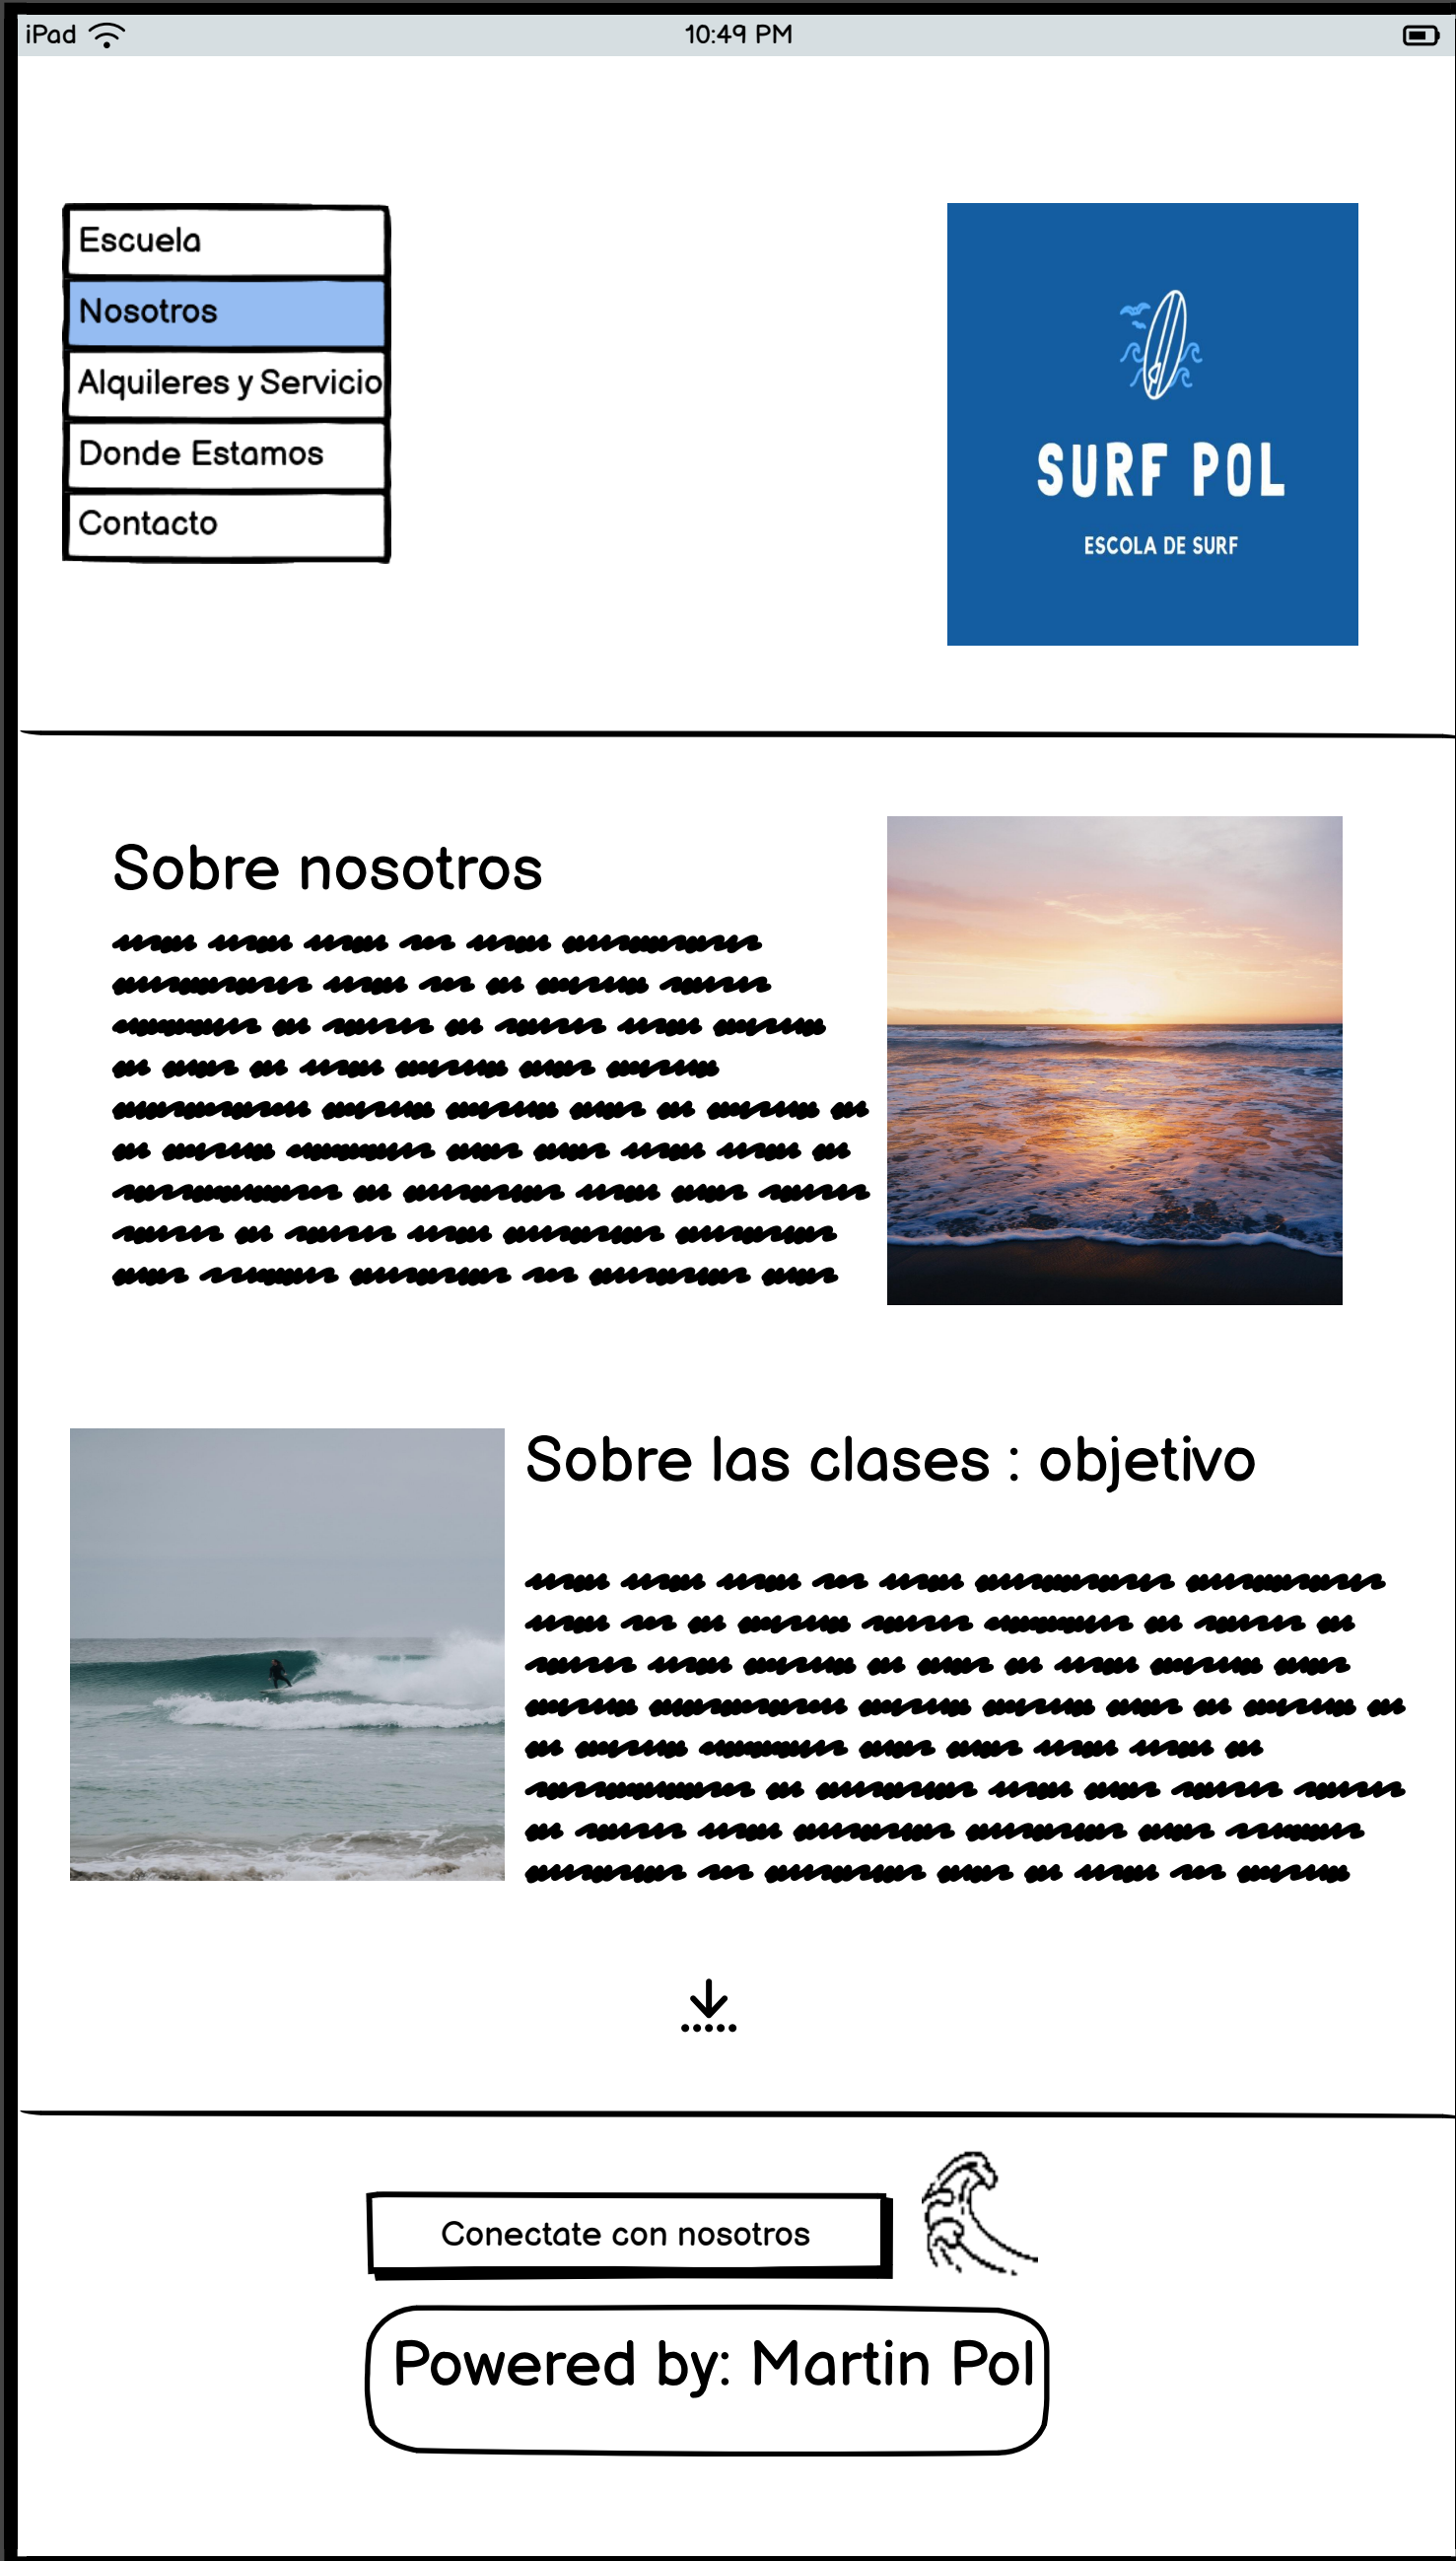 iPad
10:49 PM
Escuela
Nosotros
Alquileres y Servicio
Donde Estamos
Contacto
SURF POL
ESCOLA DE SURF
Sobre nosotros
Sobre las clases : objetivo
Conectate con nosotros
Powered by: Martin Pol